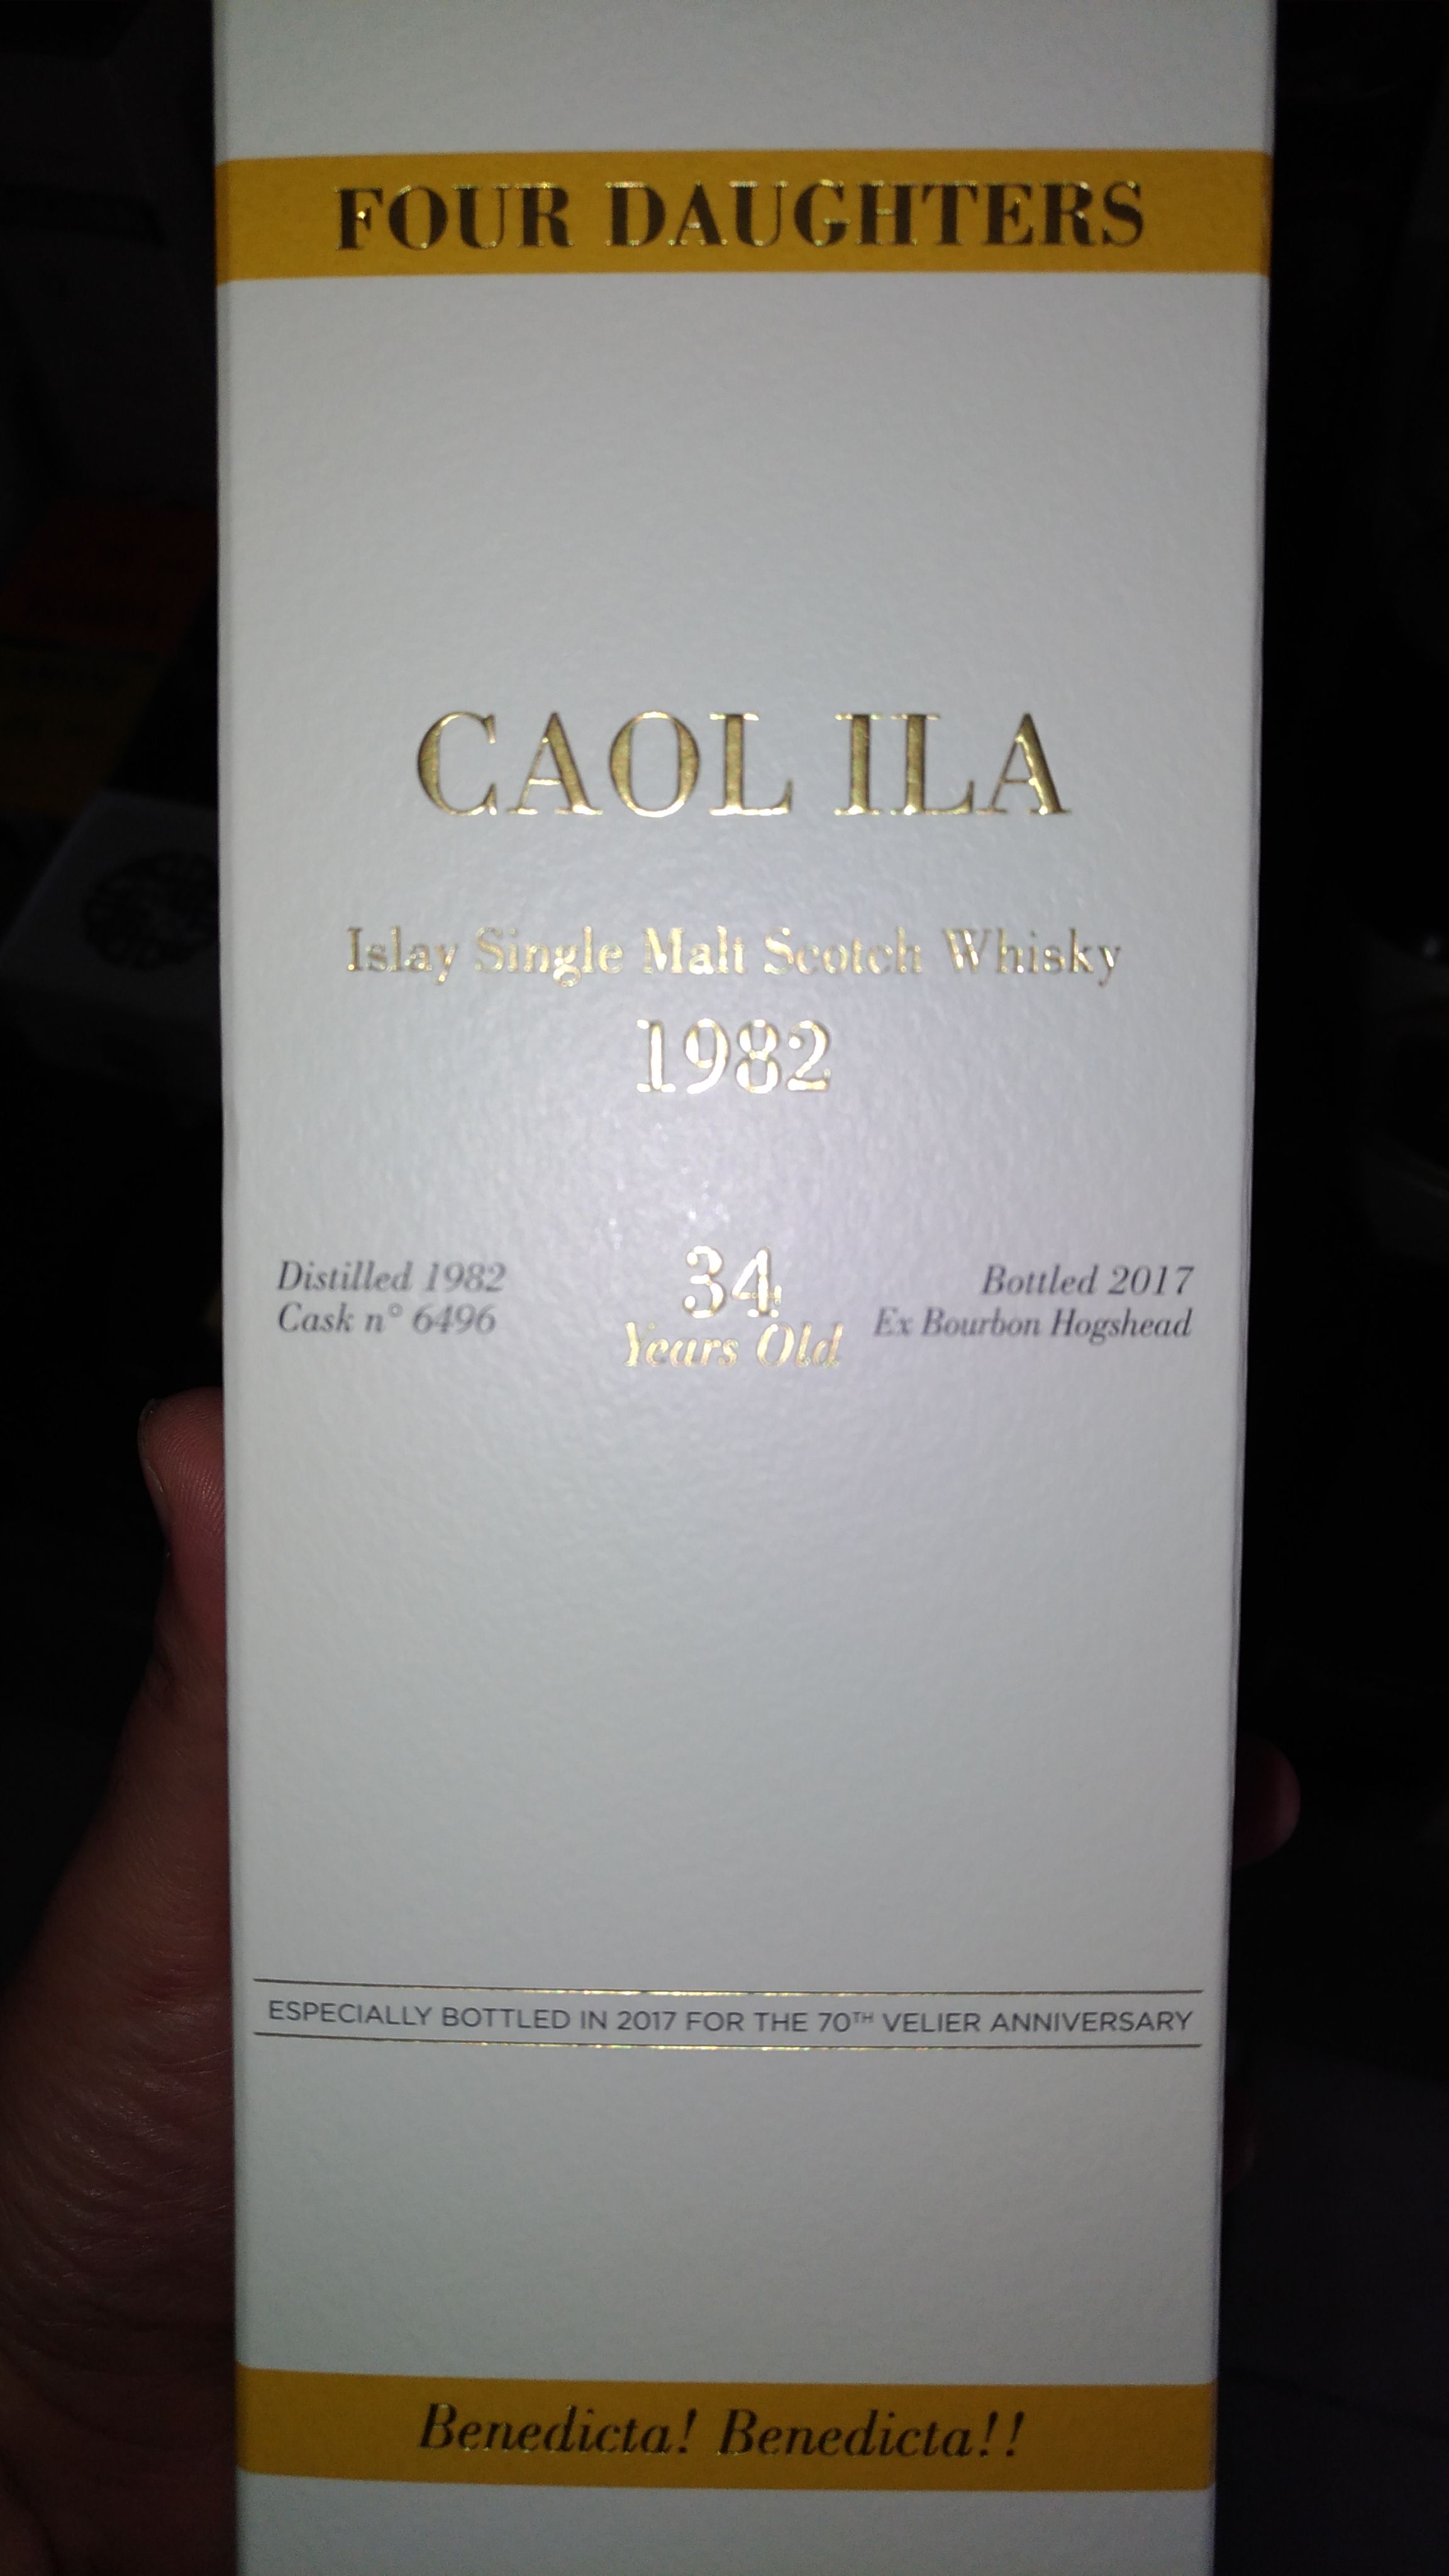 FOUR DAUGHTERS
CAOL ILA
Islay Single Malt Scotch Whisky
1982
Distilled 1982
Cask n° 6496
34
Years Old
Bottled 2017
Ex Bourbon Hogshead
ESPECIALLY BOTTLED IN 2017 FOR THE 70TH VELIER ANNIVERSARY
Benedicta! Benedicta!!